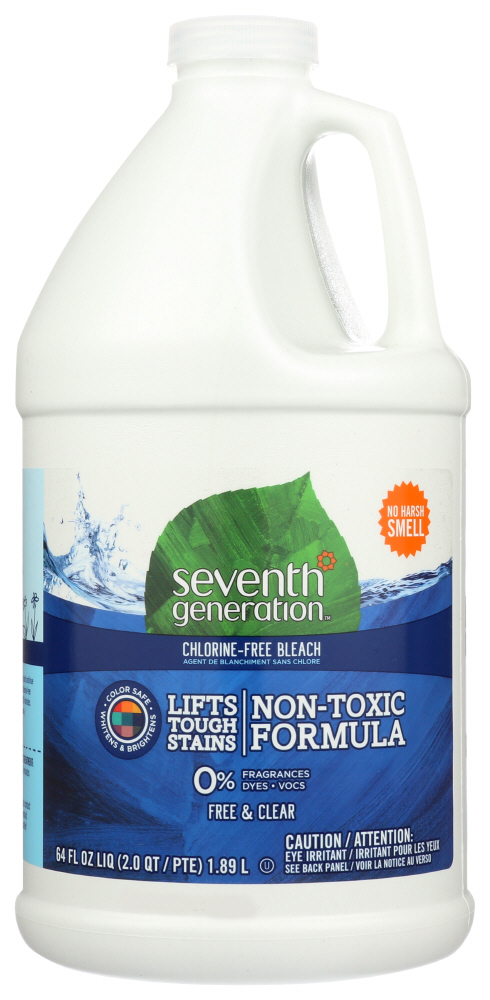 NO HARSH
SMELL
seventh
generation™
CHLORINE-FREE BLEACH
AGENT DE BLANCHIMENT SANS CHLORE
COLOR SAFE •
WHITENS & BRIGHTENS •
LIFTS
TOUGH
STAINS
NON-TOXIC
FORMULA
0% FRAGRANCES
DYES • VOCS
FREE & CLEAR
CAUTION / ATTENTION:
EYE IRRITANT / IRRITANT POUR LES YEUX
SEE BACK PANEL / VOIR LA NOTICE AU VERSO
64 FL OZ LIQ (2.0 QT / PTE) 1.89 L U